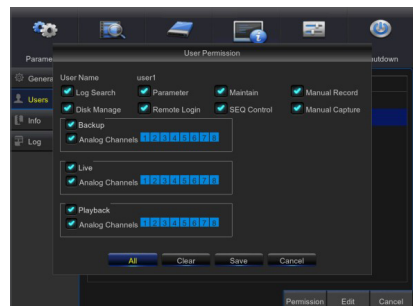 Parame
utdown
User Permission
Genera
Users
Info
Log
User Name user1
Log Search Parameter Maintain Manual Record
Disk Manage Remote Login SEQ Control Manual Capture
Backup
Analog Channels 1 2 3 4 5 6 7 8
Live
Analog Channels 1 2 3 4 5 6 7 8
Playback
Analog Channels 1 2 3 4 5 6 7 8
All Clear Save Cancel
Permission Edit Cancel